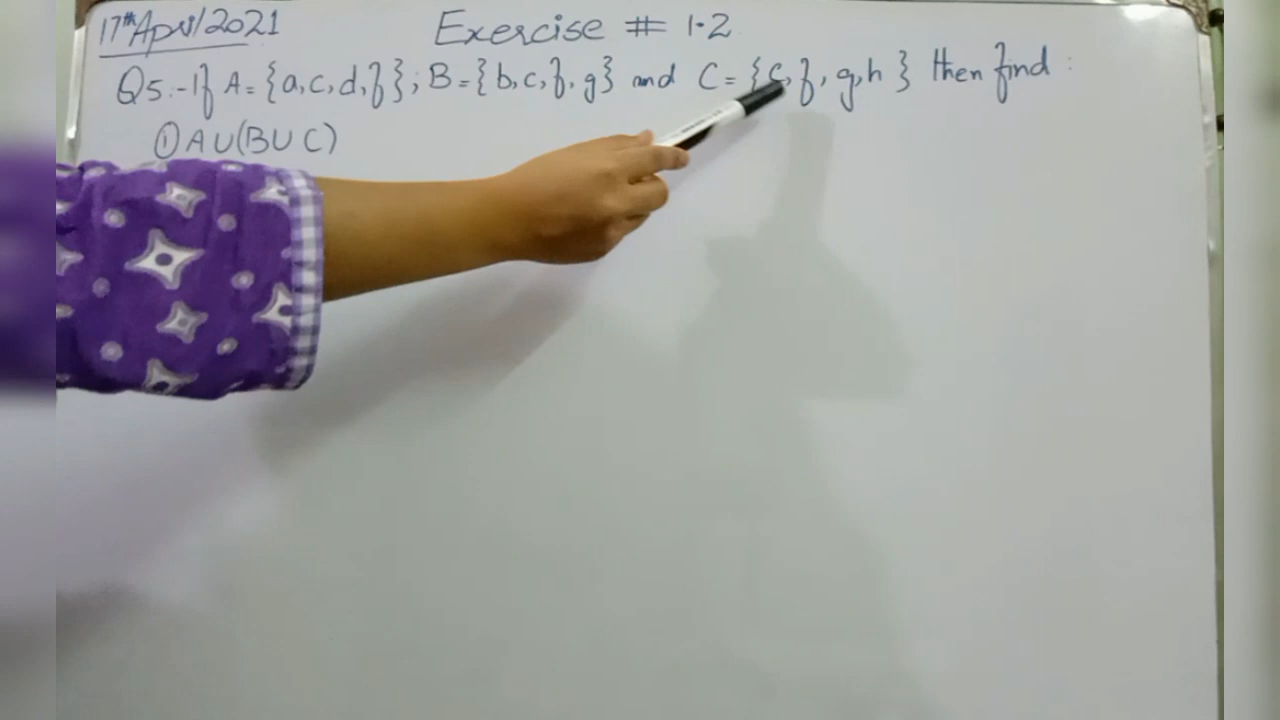 17th April/2021
Exercise # 1.2
Q5:- If A = {a,c,d,f}; B={b,c,f,g} and C={c,f,g,h} then find :
① A∪(B∪C)